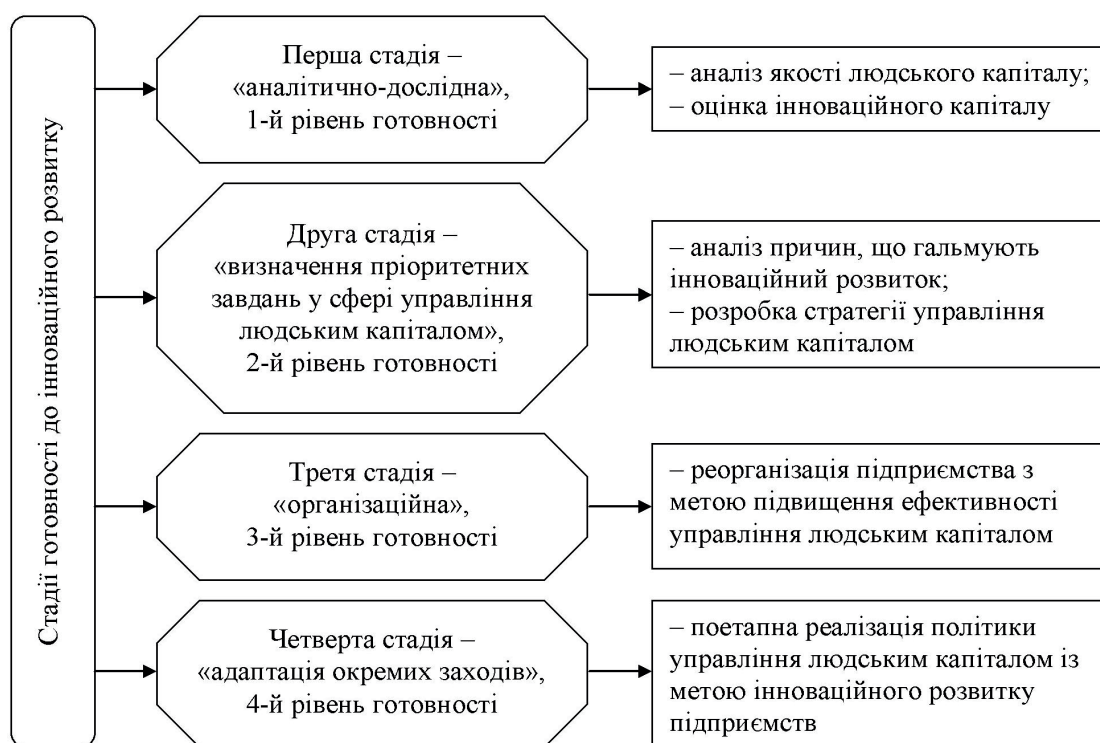 Стадії готовності до інноваційного розвитку
Перша стадія –
«аналітично-дослідна»,
1-й рівень готовності
– аналіз якості людського капіталу;
– оцінка інноваційного капіталу
Друга стадія –
«визначення пріоритетних
завдань у сфері управління
людським капіталом»,
2-й рівень готовності
– аналіз причин, що гальмують
інноваційний розвиток;
– розробка стратегії управління
людським капіталом
Третя стадія –
«організаційна»,
3-й рівень готовності
– реорганізація підприємства з
метою підвищення ефективності
управління людським капіталом
Четверта стадія –
«адаптація окремих заходів»,
4-й рівень готовності
– поетапна реалізація політики
управління людським капіталом із
метою інноваційного розвитку
підприємств